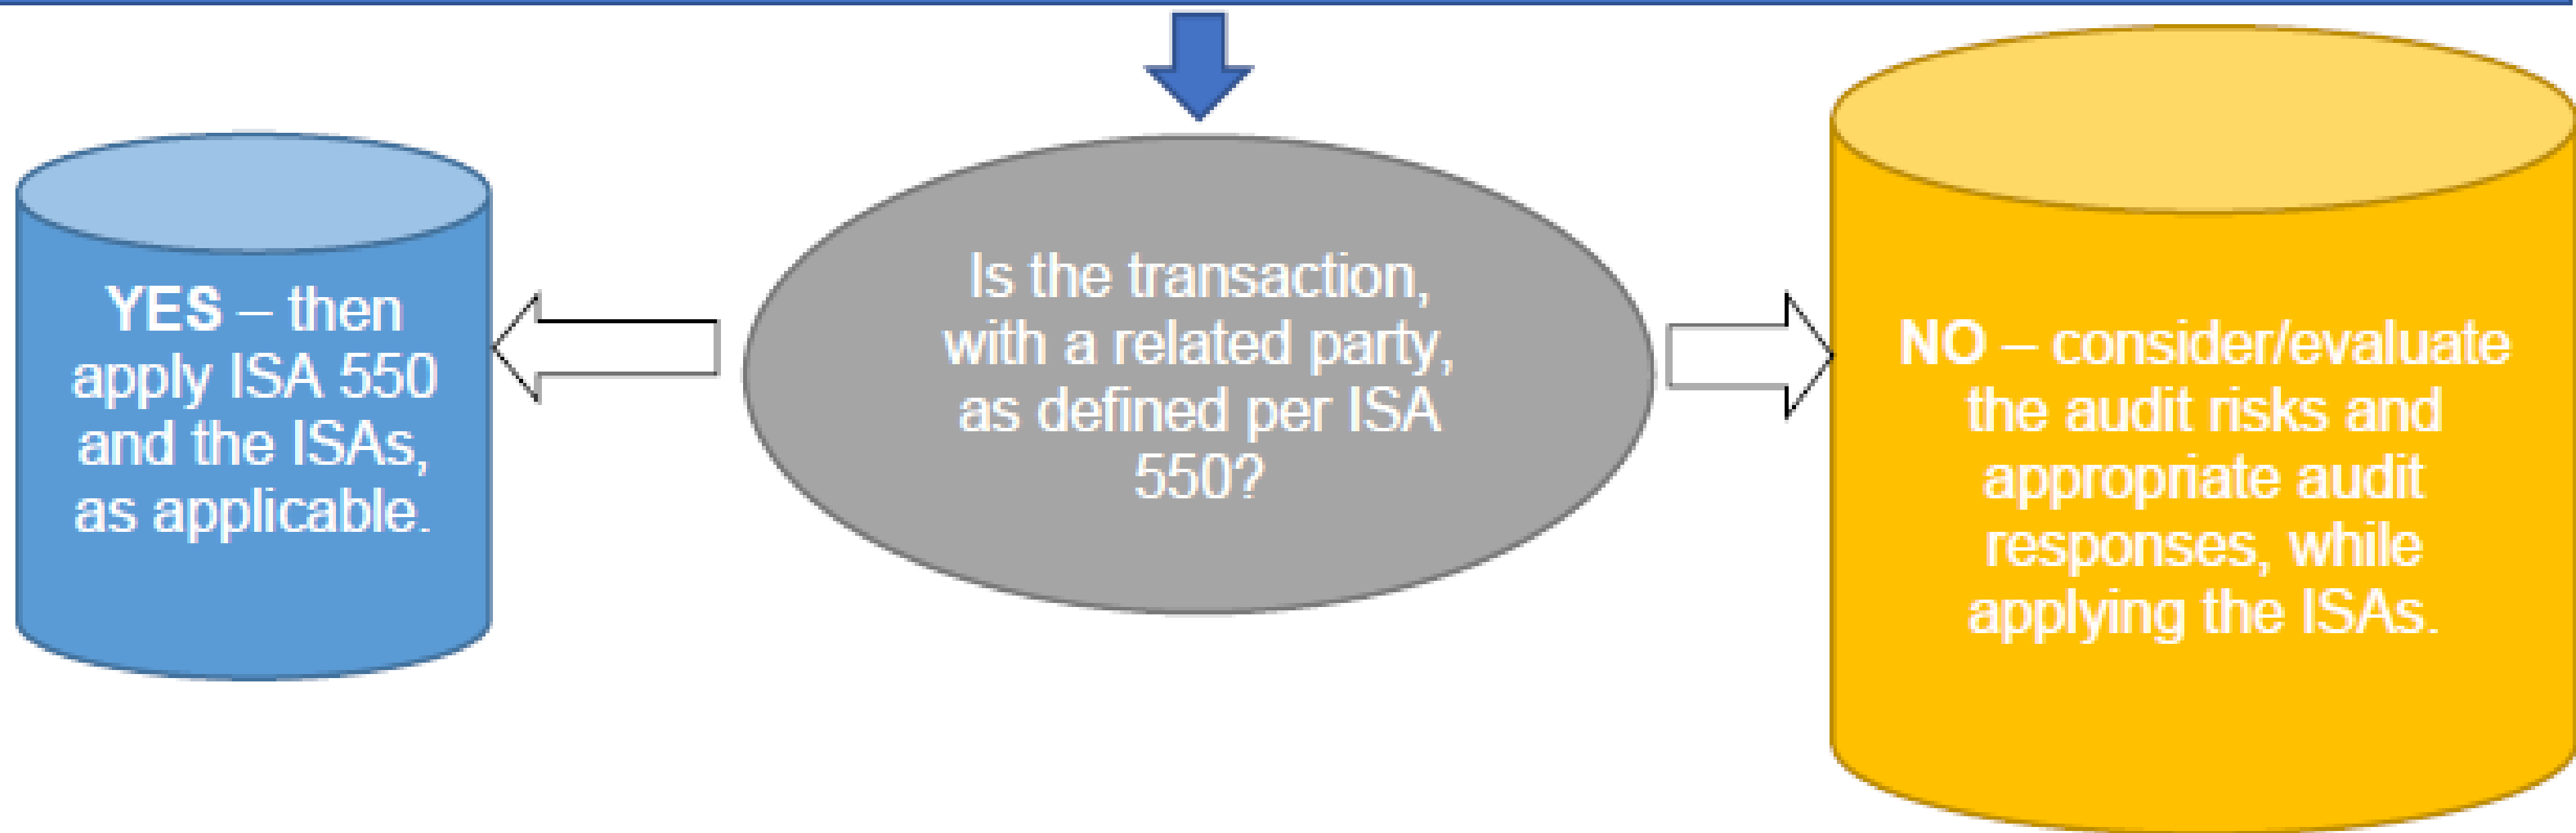 YES – then
apply ISA 550
and the ISAs,
as applicable.
Is the transaction,
with a related party,
as defined per ISA
550?
NO – consider/evaluate
the audit risks and
appropriate audit
responses, while
applying the ISAs.